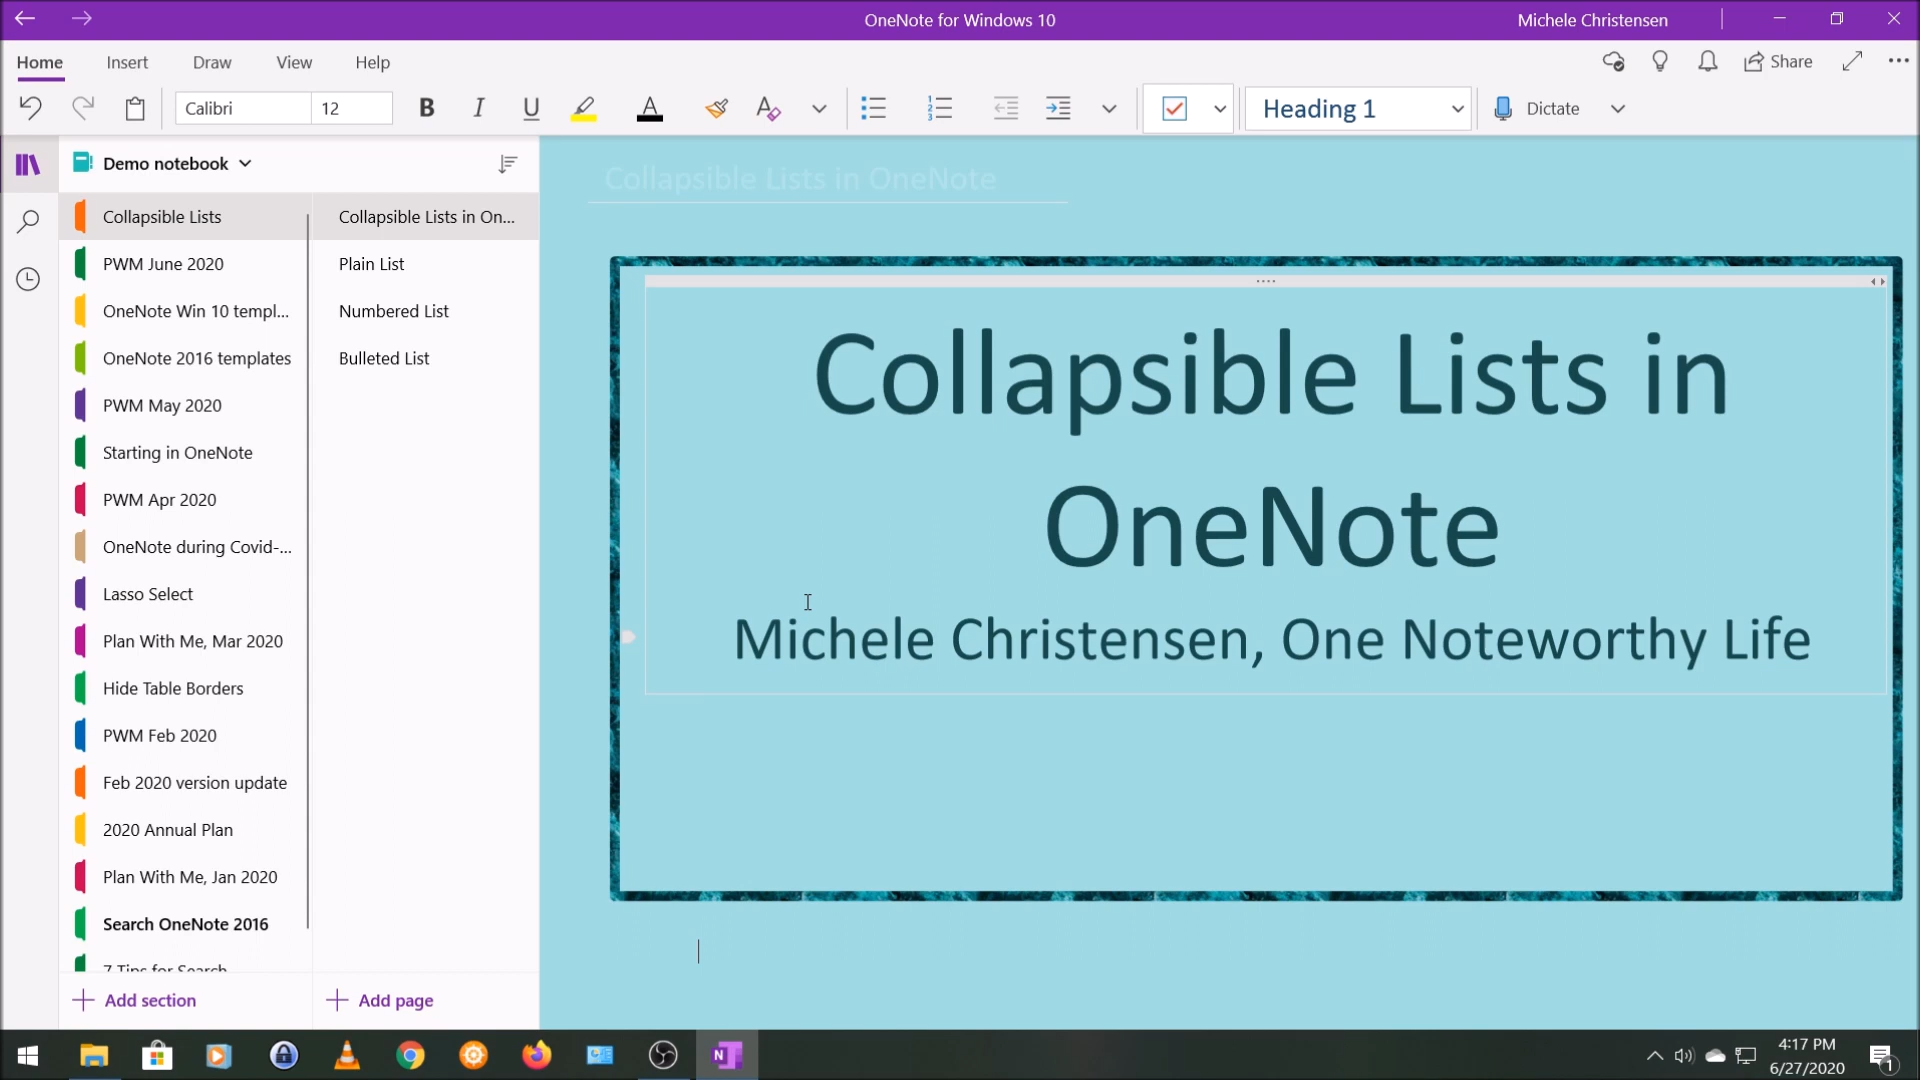 OneNote for Windows 10
Michele Christensen
Home Insert Draw View Help
Share
Calibri 12 B I U A A Heading 1 Dictate
Demo notebook
Collapsible Lists
PWM June 2020
OneNote Win 10 templ...
OneNote 2016 templates
PWM May 2020
Starting in OneNote
PWM Apr 2020
OneNote during Covid-...
Lasso Select
Plan With Me, Mar 2020
Hide Table Borders
PWM Feb 2020
Feb 2020 version update
2020 Annual Plan
Plan With Me, Jan 2020
Search OneNote 2016
7 Tips for Search
Add section
Collapsible Lists in On...
Plain List
Numbered List
Bulleted List
Add page
Collapsible Lists in OneNote
Collapsible Lists in
OneNote
Michele Christensen, One Noteworthy Life
N
4:17 PM
6/27/2020
1